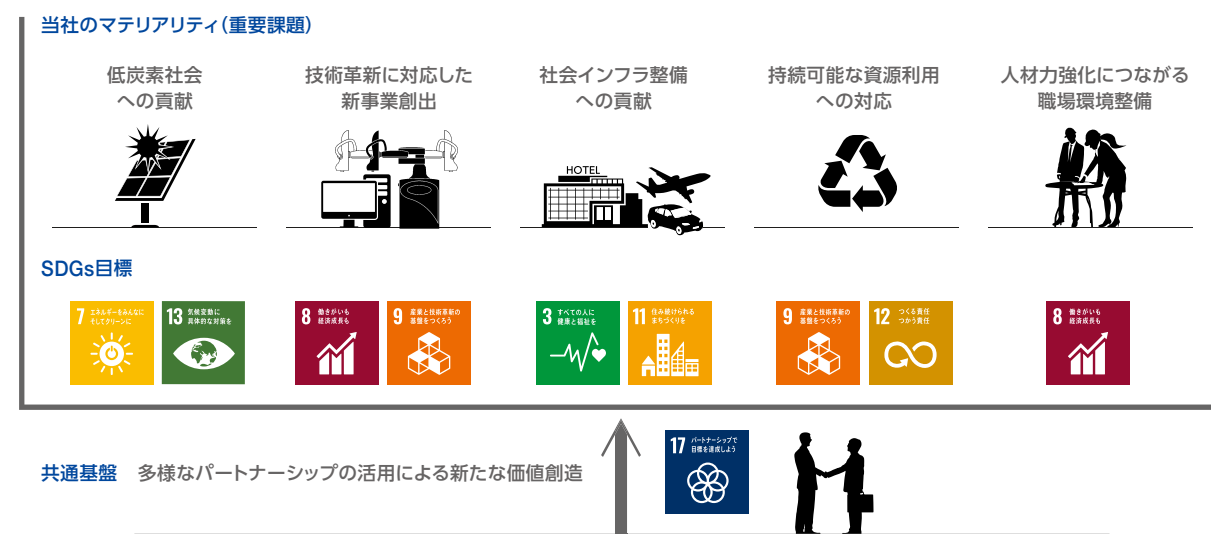 当社のマテリアリティ（重要課題）
低炭素社会
への貢献
技術革新に対応した
新事業創出
社会インフラ整備
への貢献
持続可能な資源利用
への対応
人材力強化につながる
職場環境整備
HOTEL
SDGs目標
7 エネルギーをみんなに
そしてクリーンに
13 気候変動に
具体的な対策を
8 働きがいも
経済成長も
9 産業と技術革新の
基盤をつくろう
3 すべての人に
健康と福祉を
11 住み続けられる
まちづくりを
9 産業と技術革新の
基盤をつくろう
12 つくる責任
つかう責任
8 働きがいも
経済成長も
17 パートナーシップで
目標を達成しよう
共通基盤 多様なパートナーシップの活用による新たな価値創造